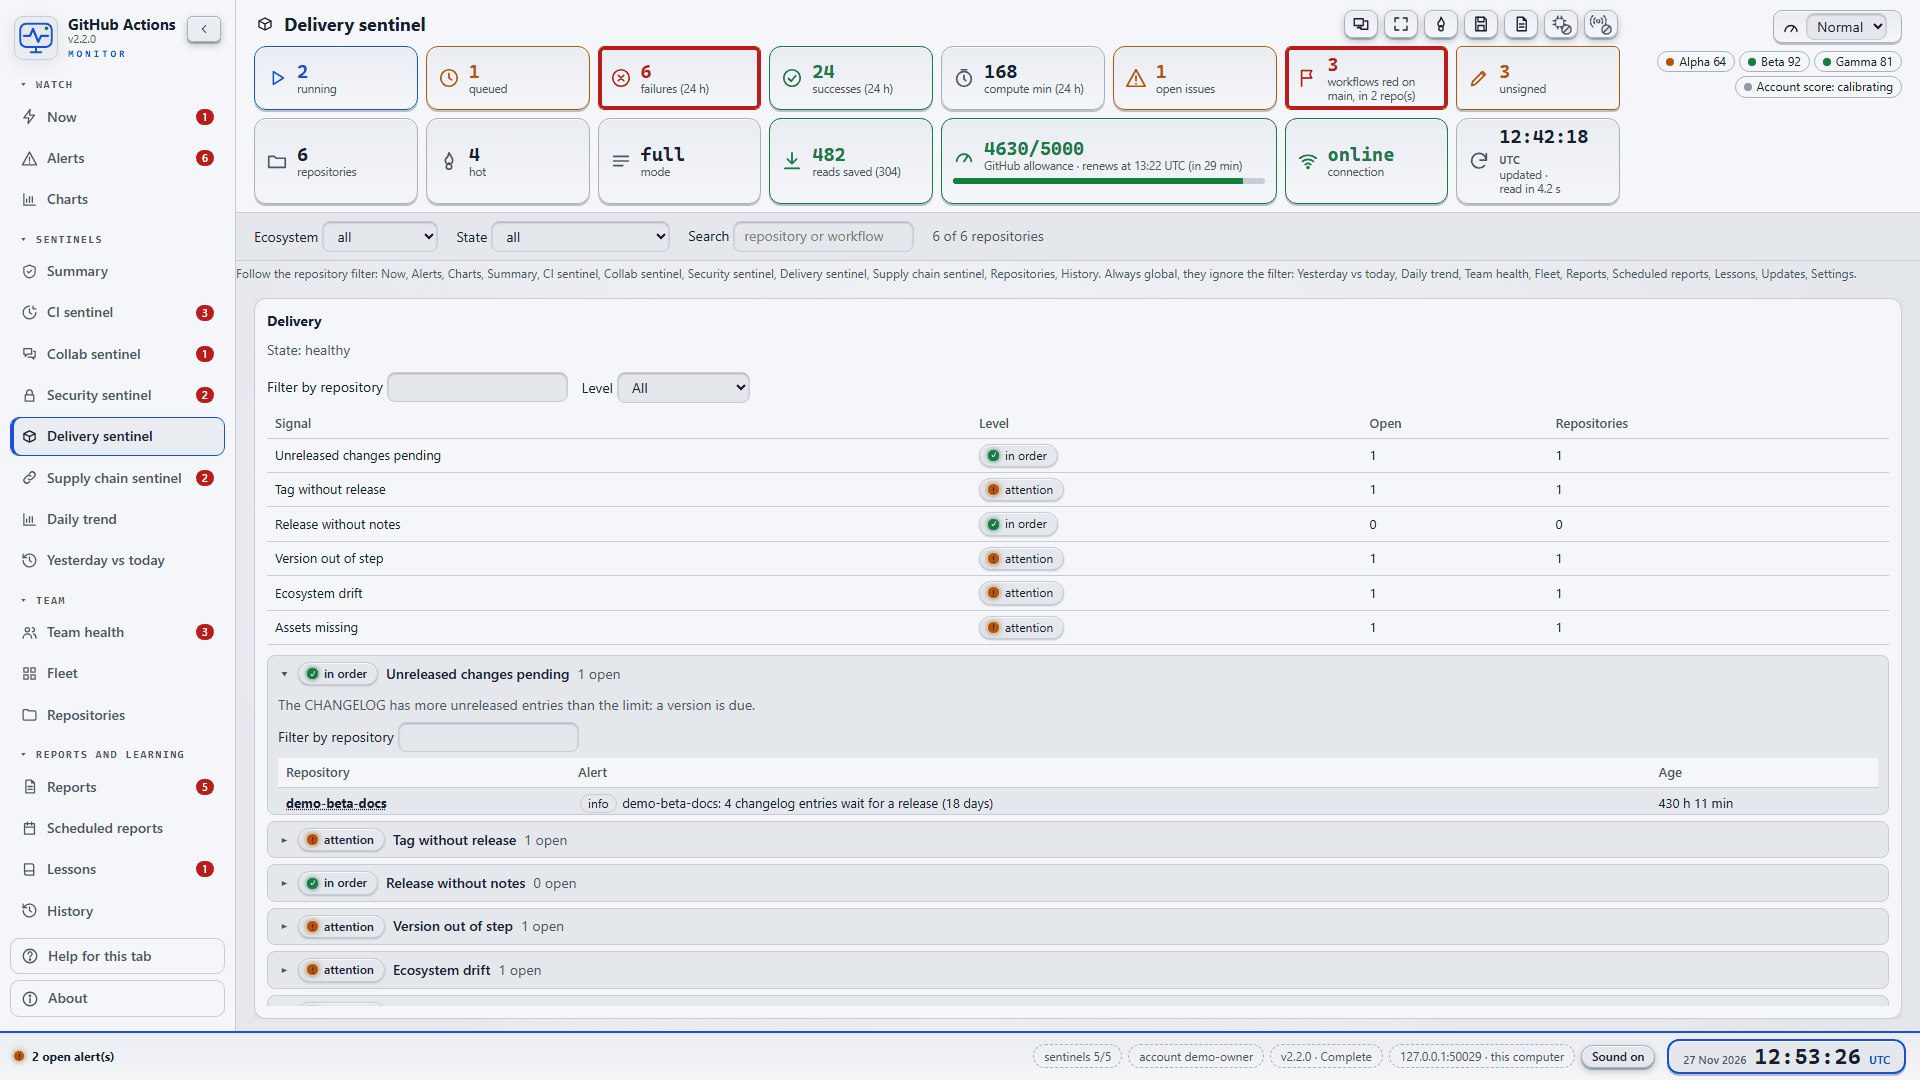 GitHub Actions
v2.2.0
MONITOR
WATCH
Now 1
Alerts 6
Charts
SENTINELS
Summary
CI sentinel 3
Collab sentinel 1
Security sentinel 2
Delivery sentinel
Supply chain sentinel 2
Daily trend
Yesterday vs today
TEAM
Team health 3
Fleet
Repositories
REPORTS AND LEARNING
Reports 5
Scheduled reports
Lessons 1
History
Help for this tab
About
Delivery sentinel
Normal
2
running
1
queued
6
failures (24 h)
24
successes (24 h)
168
compute min (24 h)
1
open issues
3
workflows red on
main, in 2 repo(s)
3
unsigned
Alpha 64
Beta 92
Gamma 81
Account score: calibrating
6
repositories
4
hot
full
mode
482
reads saved (304)
4630/5000
GitHub allowance · renews at 13:22 UTC (in 29 min)
online
connection
12:42:18
UTC
updated ·
read in 4.2 s
Ecosystem all State all Search repository or workflow 6 of 6 repositories
Follow the repository filter: Now, Alerts, Charts, Summary, CI sentinel, Collab sentinel, Security sentinel, Delivery sentinel, Supply chain sentinel, Repositories, History. Always global, they ignore the filter: Yesterday vs today, Daily trend, Team health, Fleet, Reports, Scheduled reports, Lessons, Updates, Settings.
Delivery
State: healthy
Filter by repository Level All
Signal Level Open Repositories
Unreleased changes pending in order 1 1
Tag without release attention 1 1
Release without notes in order 0 0
Version out of step attention 1 1
Ecosystem drift attention 1 1
Assets missing attention 1 1
in order Unreleased changes pending 1 open
The CHANGELOG has more unreleased entries than the limit: a version is due.
Filter by repository
Repository Alert Age
demo-beta-docs info demo-beta-docs: 4 changelog entries wait for a release (18 days) 430 h 11 min
attention Tag without release 1 open
in order Release without notes 0 open
attention Version out of step 1 open
attention Ecosystem drift 1 open
2 open alert(s)
sentinels 5/5
account demo-owner
v2.2.0 · Complete
127.0.0.1:50029 · this computer
Sound on
27 Nov 2026 12:53:26 UTC